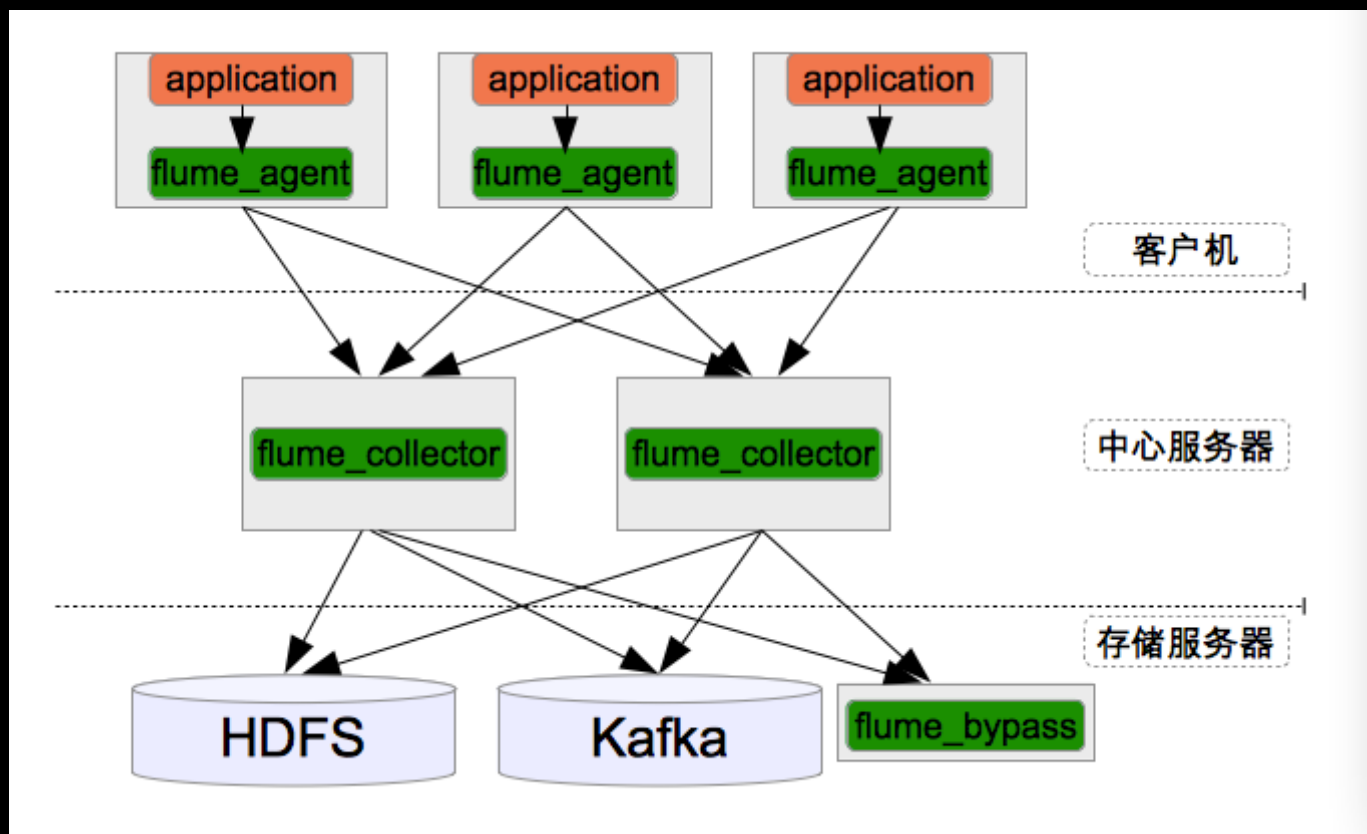 application
application
application
flume_agent
flume_agent
flume_agent
客户机
flume_collector
flume_collector
中心服务器
存储服务器
HDFS
Kafka
flume_bypass